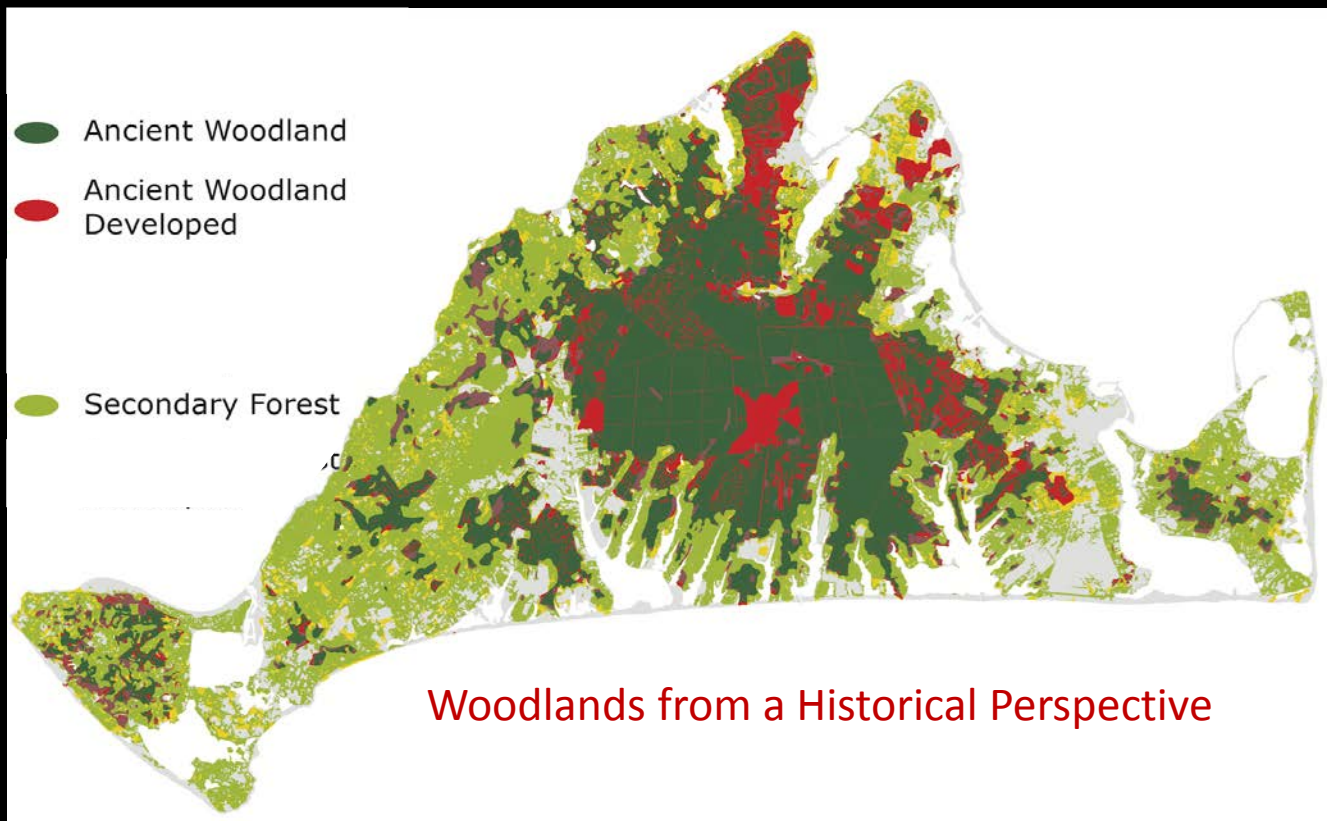 Ancient Woodland
Ancient Woodland
Developed
Secondary Forest
Woodlands from a Historical Perspective